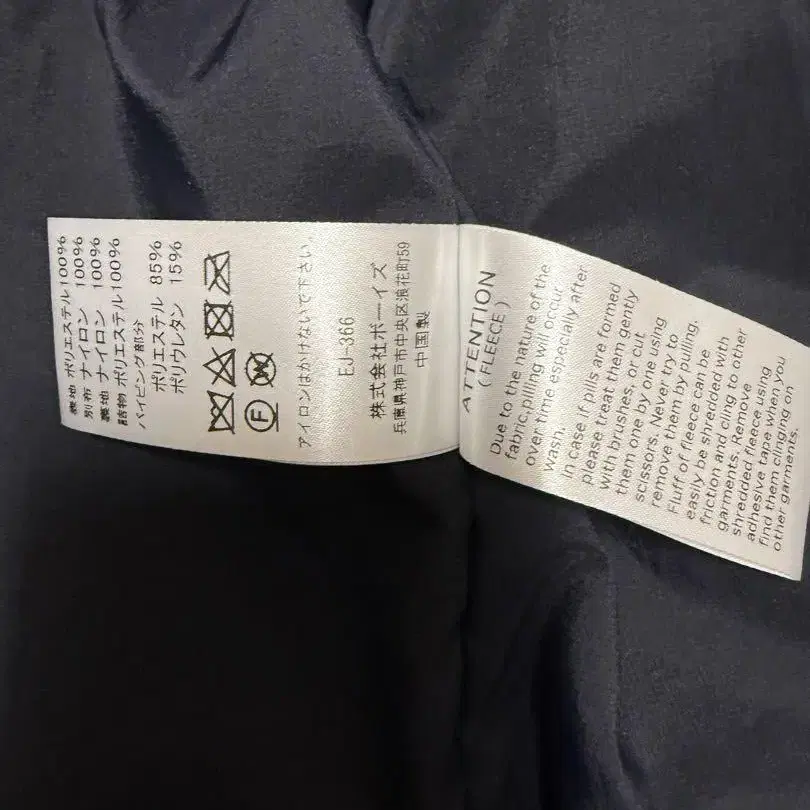 表地 ポリエステル100%
別布 ナイロン 100%
裏地 ナイロン 100%
詰物 ポリエステル100%
パイピング部分
ポリエステル 85%
ポリウレタン 15%
F W
アイロンはかけないで下さい。
EJ-366
株式会社ボーイズ
兵庫県神戸市中央区浪花町59
中国製
ATTENTION
( FLEECE )
Due to the nature of the
fabric,pilling will occur
over time especially after
wash.
in case if pills are formed
please treat them gently
with brushes, or cut
them one by one using
scissors. Never try to
remove them by pulling.
Fluff of fleece can be
easily be shredded with
friction and cling to other
garments. Remove
shredded fleece using
adhesive tape when you
find them clinging on
other garments.